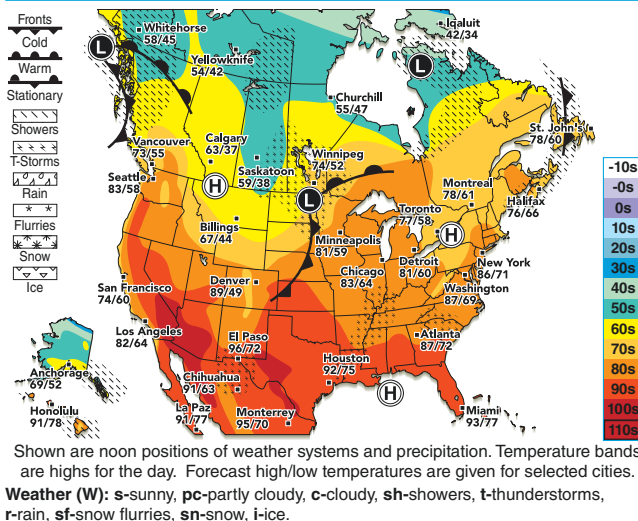 Fronts
Cold
Warm
Stationary
Showers
T-Storms
Rain
Flurries
Snow
Ice
L
Whitehorse
58/45
Yellowknife
54/42
Iqaluit
42/34
L
Churchill
55/47
St. John's
78/60
Vancouver
73/55
Calgary
63/37
Seattle
83/58
H
Saskatoon
59/38
Winnipeg
74/52
L
Montreal
78/61
Halifax
76/66
Toronto
77/58
H
Billings
67/44
Minneapolis
81/59
Detroit
81/60
New York
86/71
Chicago
83/64
Washington
87/69
San Francisco
74/60
Denver
89/49
Los Angeles
82/64
El Paso
96/72
Atlanta
87/72
Houston
92/75
Chihuahua
91/63
H
La Paz
91/77
Monterrey
95/70
Miami
93/77
Anchorage
69/52
Honolulu
91/78
-10s
-0s
0s
10s
20s
30s
40s
50s
60s
70s
80s
90s
100s
110s
Shown are noon positions of weather systems and precipitation. Temperature bands
are highs for the day. Forecast high/low temperatures are given for selected cities.
Weather (W): s-sunny, pc-partly cloudy, c-cloudy, sh-showers, t-thunderstorms,
r-rain, sf-snow flurries, sn-snow, i-ice.